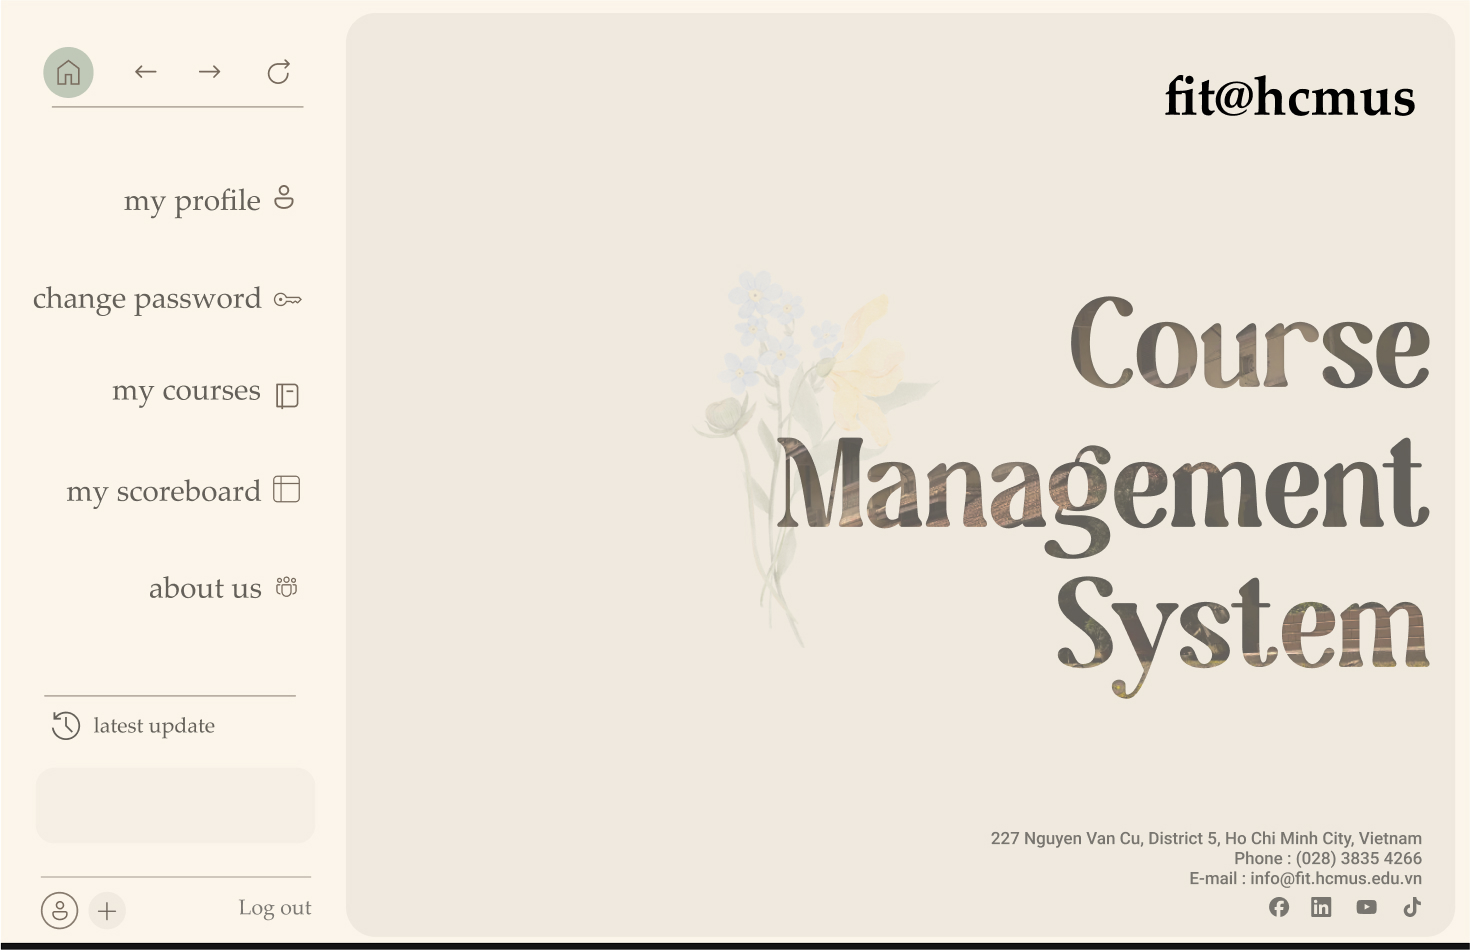 my profile
change password
my courses
my scoreboard
about us
latest update
Log out
fit@hcmus
Course
Management
System
227 Nguyen Van Cu, District 5, Ho Chi Minh City, Vietnam
Phone : (028) 3835 4266
E-mail : info@fit.hcmus.edu.vn